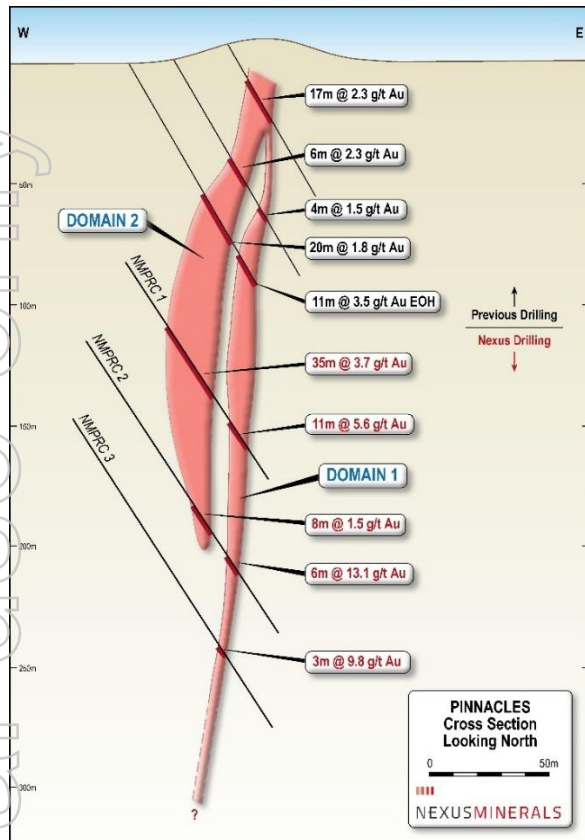 W
E
17m @ 2.3 g/t Au
6m @ 2.3 g/t Au
50m
4m @ 1.5 g/t Au
DOMAIN 2
20m @ 1.8 g/t Au
NMPRC 1
11m @ 3.5 g/t Au EOH
100m
Previous Drilling
Nexus Drilling
NMPRC 2
35m @ 3.7 g/t Au
NMPRC 3
11m @ 5.6 g/t Au
150m
DOMAIN 1
8m @ 1.5 g/t Au
200m
6m @ 13.1 g/t Au
3m @ 9.8 g/t Au
250m
PINNACLES
Cross Section
Looking North
0 50m
NEXUSMINERALS
300m
?